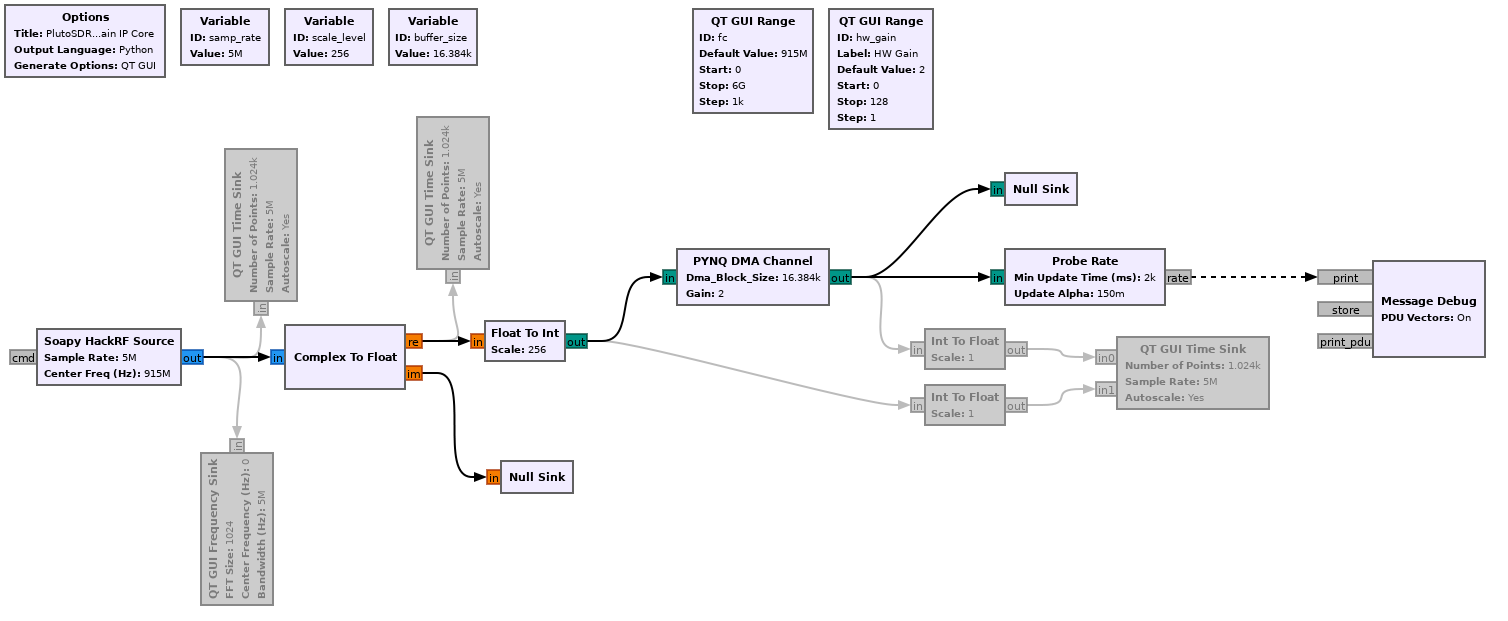 Options
Title: PlutoSDR...ain IP Core
Output Language: Python
Generate Options: QT GUI
Variable
ID: samp_rate
Value: 5M
Variable
ID: scale_level
Value: 256
Variable
ID: buffer_size
Value: 16.384k
QT GUI Range
ID: fc
Default Value: 915M
Start: 0
Stop: 6G
Step: 1k
QT GUI Range
ID: hw_gain
Label: HW Gain
Default Value: 2
Start: 0
Stop: 128
Step: 1
QT GUI Time Sink
Number of Points: 1.024k
Sample Rate: 5M
Autoscale: Yes
in
QT GUI Time Sink
Number of Points: 1.024k
Sample Rate: 5M
Autoscale: Yes
in
cmd
Soapy HackRF Source
Sample Rate: 5M
Center Freq (Hz): 915M
out
in
QT GUI Frequency Sink
FFT Size: 1024
Center Frequency (Hz): 0
Bandwidth (Hz): 5M
in
Complex To Float
re
im
in
Float To Int
Scale: 256
out
in
Null Sink
in
PYNQ DMA Channel
Dma_Block_Size: 16.384k
Gain: 2
out
in
Null Sink
in
Probe Rate
Min Update Time (ms): 2k
Update Alpha: 150m
rate
in
Int To Float
Scale: 1
out
in
Int To Float
Scale: 1
out
in0
in1
QT GUI Time Sink
Number of Points: 1.024k
Sample Rate: 5M
Autoscale: Yes
print
store
print_pdu
Message Debug
PDU Vectors: On